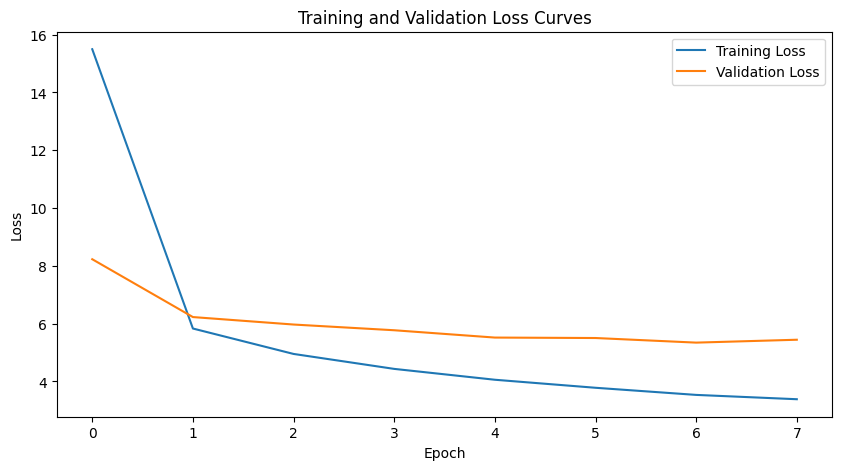 Training and Validation Loss Curves
Training Loss
Validation Loss
Loss
16
14
12
10
8
6
4
0 1 2 3 4 5 6 7
Epoch